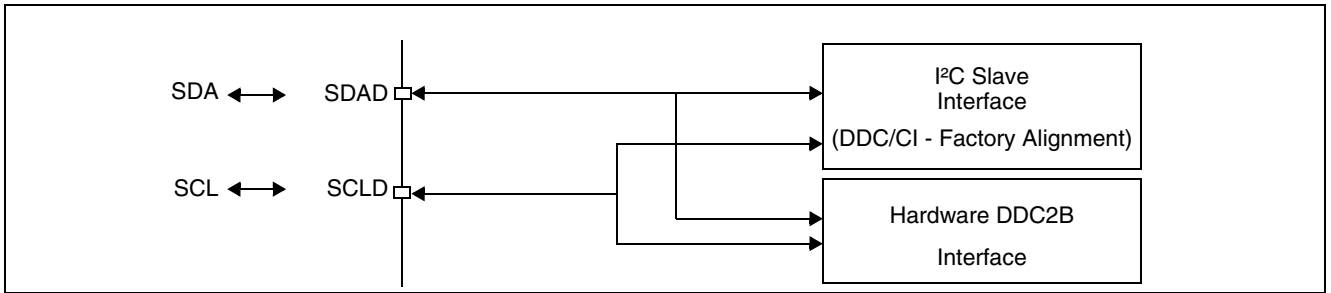 SDA
SDAD
SCL
SCLD
I²C Slave
Interface
(DDC/CI - Factory Alignment)
Hardware DDC2B
Interface